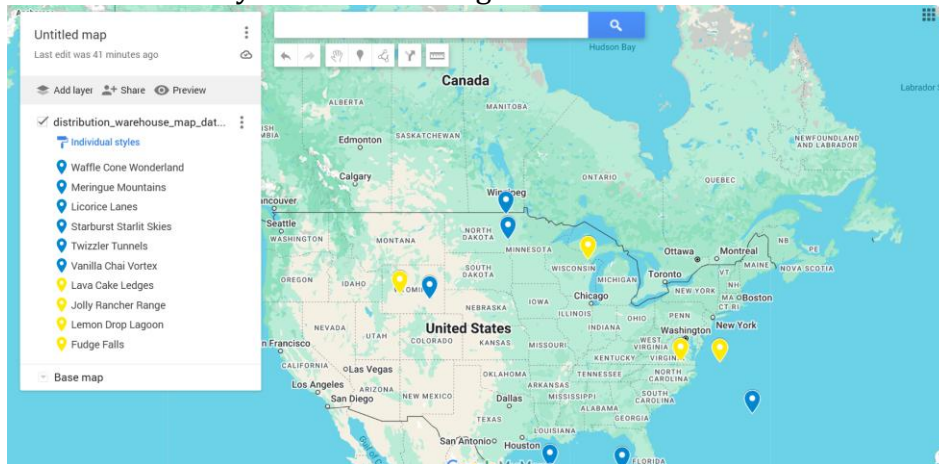 Untitled map
Last edit was 41 minutes ago
Add layer Share Preview
distribution_warehouse_map_dat...
Individual styles
Waffle Cone Wonderland
Meringue Mountains
Licorice Lanes
Starburst Starlit Skies
Twizzler Tunnels
Vanilla Chai Vortex
Lava Cake Ledges
Jolly Rancher Range
Lemon Drop Lagoon
Fudge Falls
Base map
Hudson Bay
Canada
Labrador
ALBERTA
MANITOBA
Edmonton
SASKATCHEWAN
NEWFOUNDLAND
AND LABRADOR
Calgary
ONTARIO
QUEBEC
ncouver
Seattle
WASHINGTON
MONTANA
NORTH
DAKOTA
MINNESOTA
Ottawa
Montreal
NB
PE
MAINE
NOVA SCOTIA
OREGON
IDAHO
SOUTH
DAKOTA
WISCONSIN
MICHIGAN
Toronto
VT
NH
NEW YORK
MA
Boston
CT
RI
IOWA
Chicago
NEBRASKA
ILLINOIS
INDIANA
OHIO
PENN
New York
NEVADA
UTAH
COLORADO
United States
KANSAS
MISSOURI
WEST
VIRGINIA
Washington
n Francisco
KENTUCKY
CALIFORNIA
Las Vegas
OKLAHOMA
TENNESSEE
NORTH
CAROLINA
Los Angeles
ARIZONA
NEW MEXICO
ARKANSAS
San Diego
Dallas
MISSISSIPPI
SOUTH
CAROLINA
ALABAMA
TEXAS
GEORGIA
LOUISIANA
San Antonio
Houston
FLORIDA